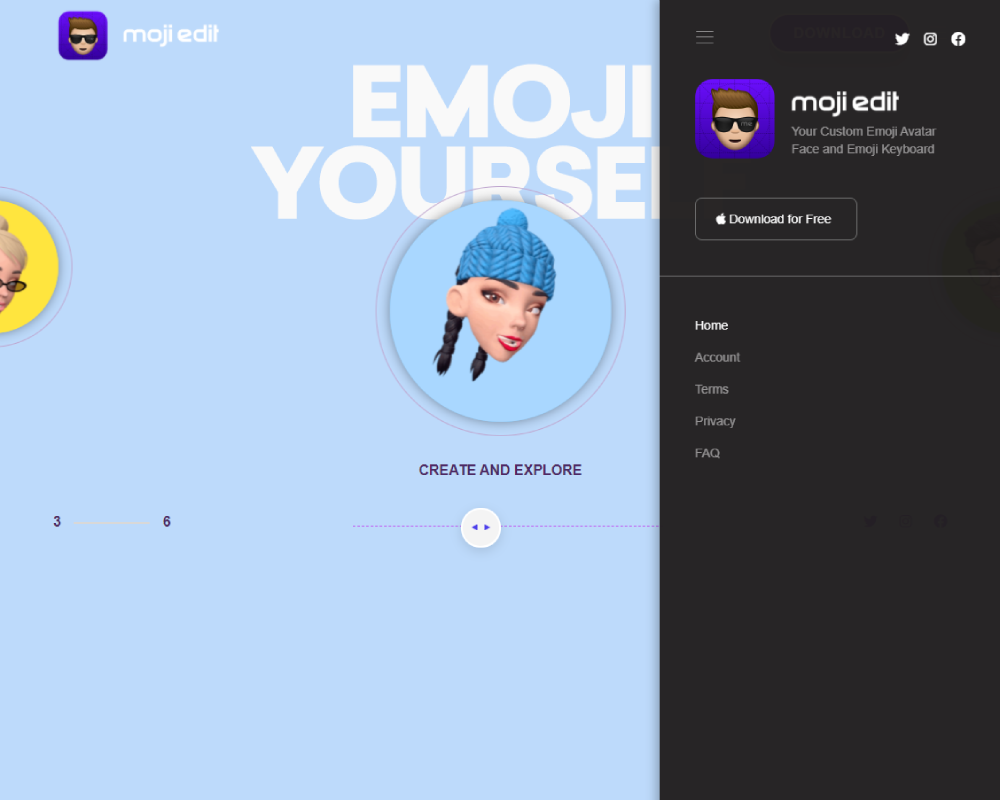 moji edit
EMOJI
YOURSE
CREATE AND EXPLORE
3
6
DOWNLOAD
moji edit
Your Custom Emoji Avatar
Face and Emoji Keyboard
Download for Free
Home
Account
Terms
Privacy
FAQ